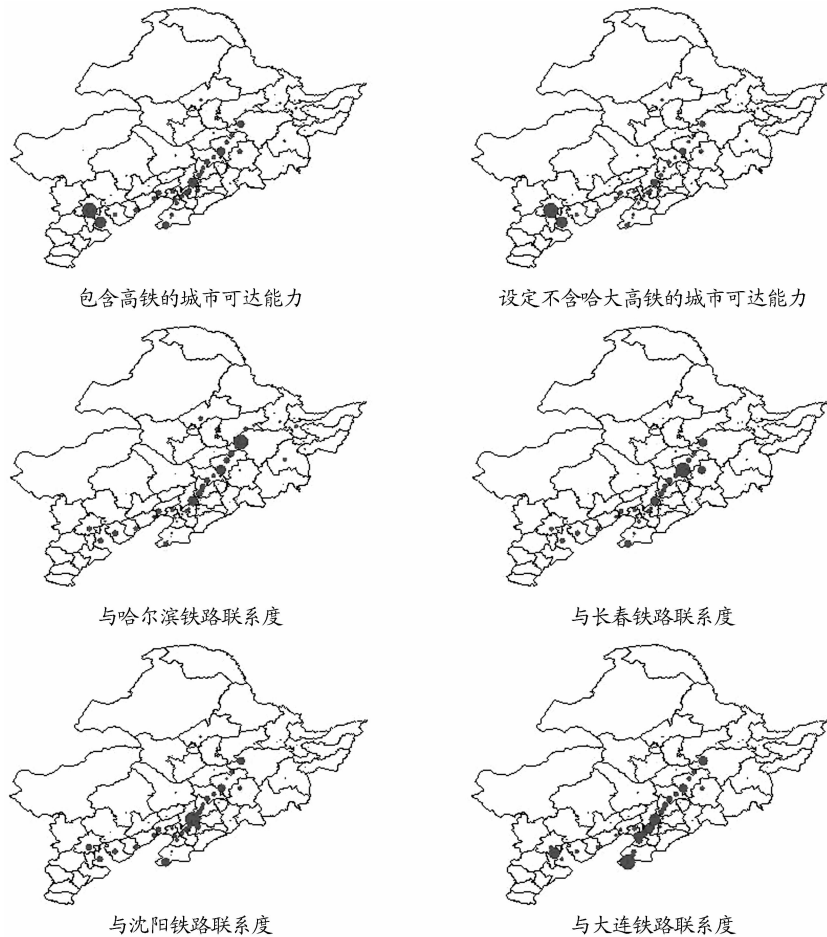 包含高铁的城市可达能力
设定不含哈大高铁的城市可达能力
与哈尔滨铁路联系度
与长春铁路联系度
与沈阳铁路联系度
与大连铁路联系度